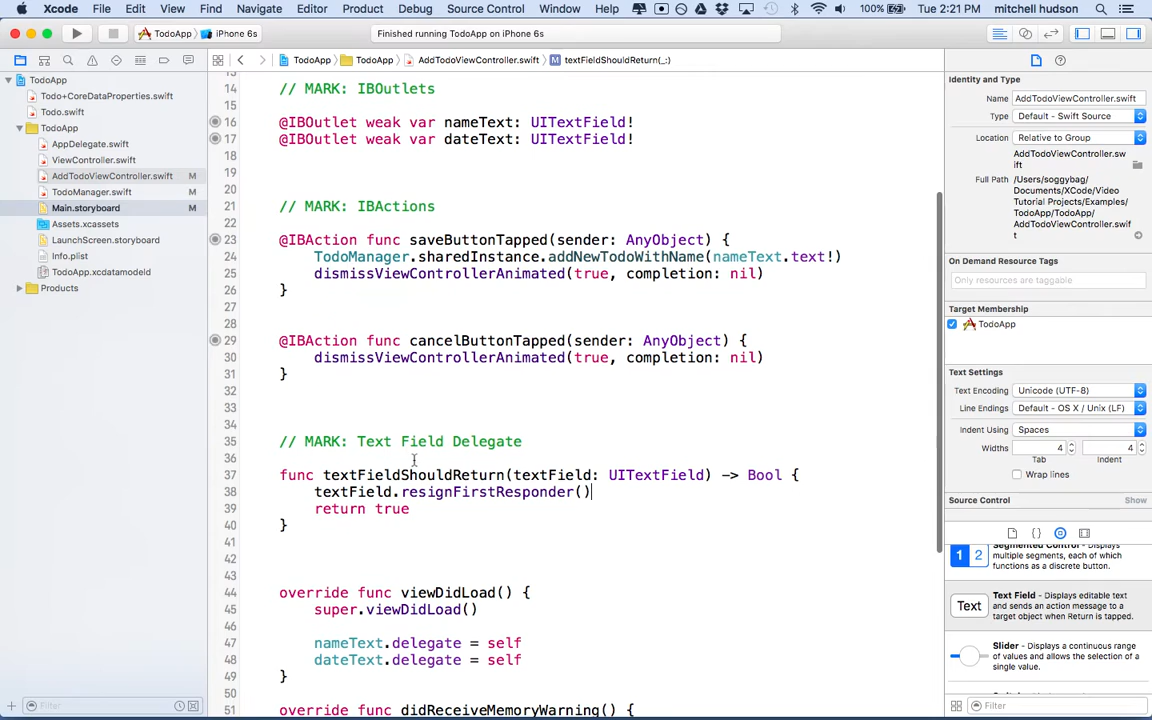 Xcode File Edit View Find Navigate Editor Product Debug Source Control Window Help 100% Tue 2:21 PM mitchell hudson
TodoApp iPhone 6s Finished running TodoApp on iPhone 6s
TodoApp TodoApp AddTodoViewController.swift M textFieldShouldReturn(_:)
TodoApp
Todo+CoreDataProperties.swift
Todo.swift
TodoApp
AppDelegate.swift
ViewController.swift
AddTodoViewController.swift M
TodoManager.swift M
Main.storyboard M
Assets.xcassets
LaunchScreen.storyboard
Info.plist
TodoApp.xcdatamodeld
Products
Filter
13
14 // MARK: IBOutlets
15
16 @IBOutlet weak var nameText: UITextField!
17 @IBOutlet weak var dateText: UITextField!
18
19
20
21 // MARK: IBActions
22
23 @IBAction func saveButtonTapped(sender: AnyObject) {
24 TodoManager.sharedInstance.addNewTodoWithName(nameText.text!)
25 dismissViewControllerAnimated(true, completion: nil)
26 }
27
28
29 @IBAction func cancelButtonTapped(sender: AnyObject) {
30 dismissViewControllerAnimated(true, completion: nil)
31 }
32
33
34
35 // MARK: Text Field Delegate
36
37 func textFieldShouldReturn(textField: UITextField) -> Bool {
38 textField.resignFirstResponder()
39 return true
40 }
41
42
43
44 override func viewDidLoad() {
45 super.viewDidLoad()
46
47 nameText.delegate = self
48 dateText.delegate = self
49 }
50
51 override func didReceiveMemoryWarning() {
Identity and Type
Name AddTodoViewController.swift
Type Default - Swift Source
Location Relative to Group
AddTodoViewController.sw
ift
Full Path /Users/soggybag/
Documents/XCode/Video
Tutorial Projects/Examples/
TodoApp/TodoApp/
AddTodoViewController.swi
ft
On Demand Resource Tags
Only resources are taggable
Target Membership
TodoApp
Text Settings
Text Encoding Unicode (UTF-8)
Line Endings Default - OS X / Unix (LF)
Indent Using Spaces
Widths 4 4
Tab Indent
Wrap lines
Source Control Show
Segmented Control - Displays
multiple segments, each of which
functions as a discrete button.
1 2
Text
Text Field - Displays editable text
and sends an action message to a
target object when Return is tapped.
Slider - Displays a continuous range
of values and allows the selection of a
single value.
Filter